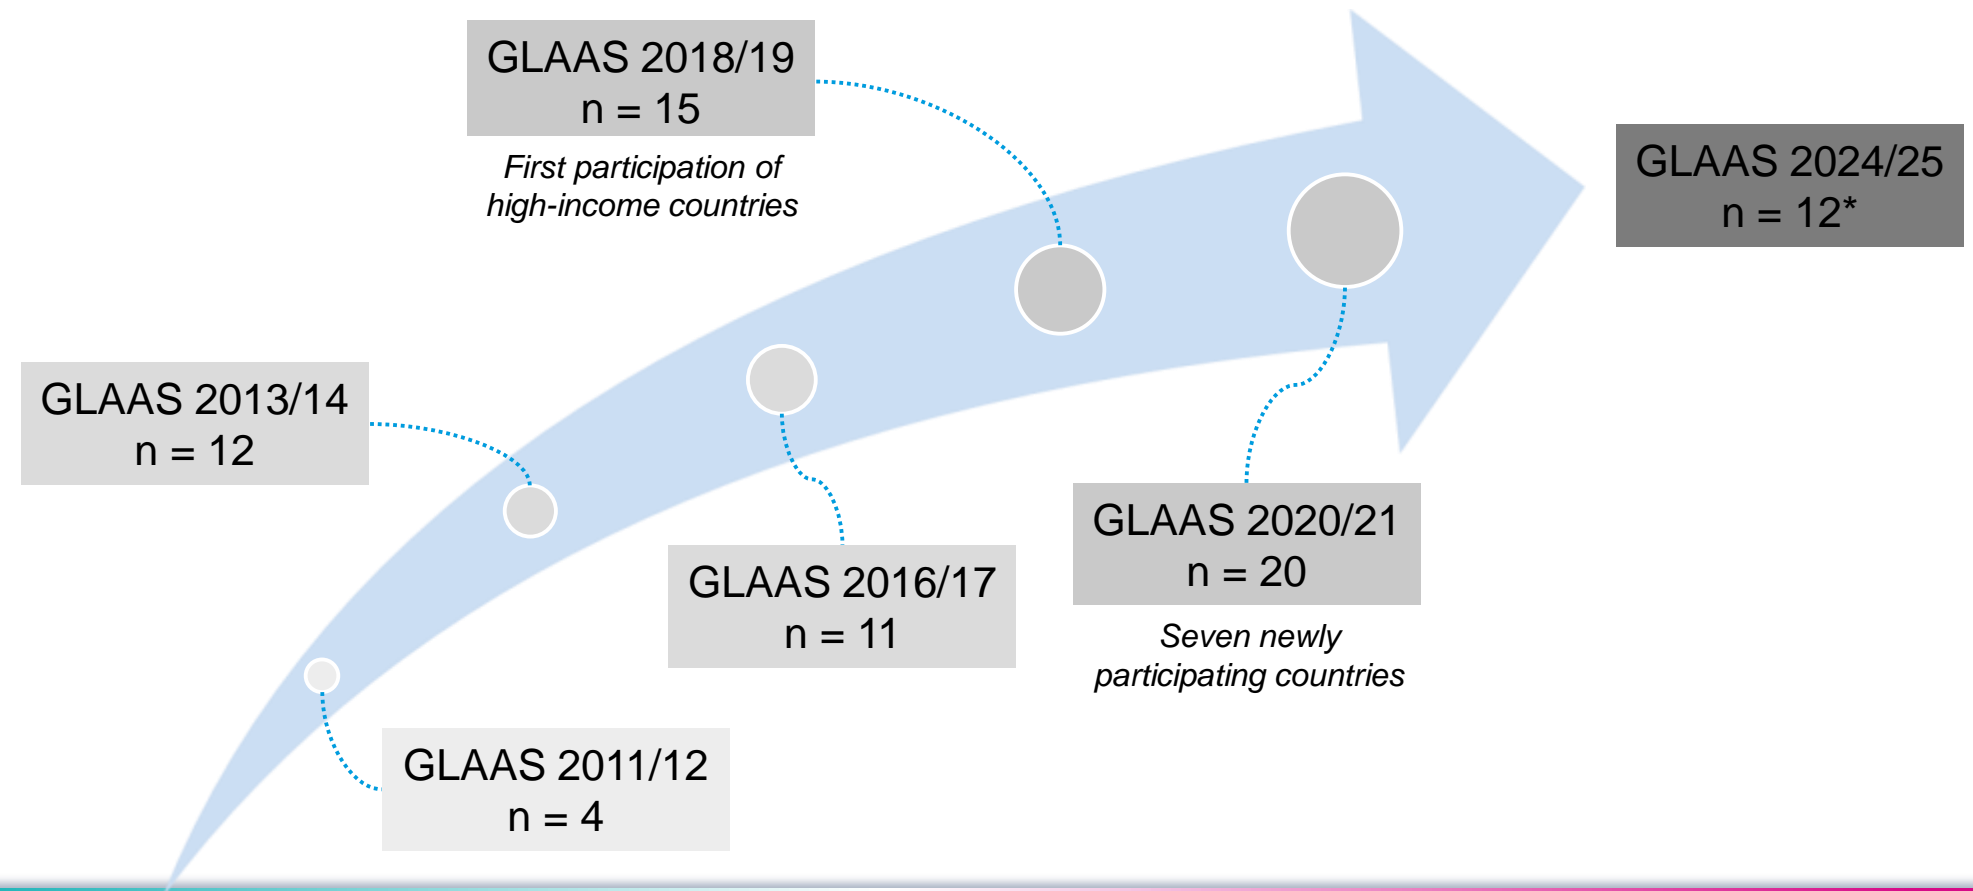 GLAAS 2018/19
n = 15
First participation of
high-income countries
GLAAS 2024/25
n = 12*
GLAAS 2013/14
n = 12
GLAAS 2016/17
n = 11
GLAAS 2020/21
n = 20
Seven newly
participating countries
GLAAS 2011/12
n = 4